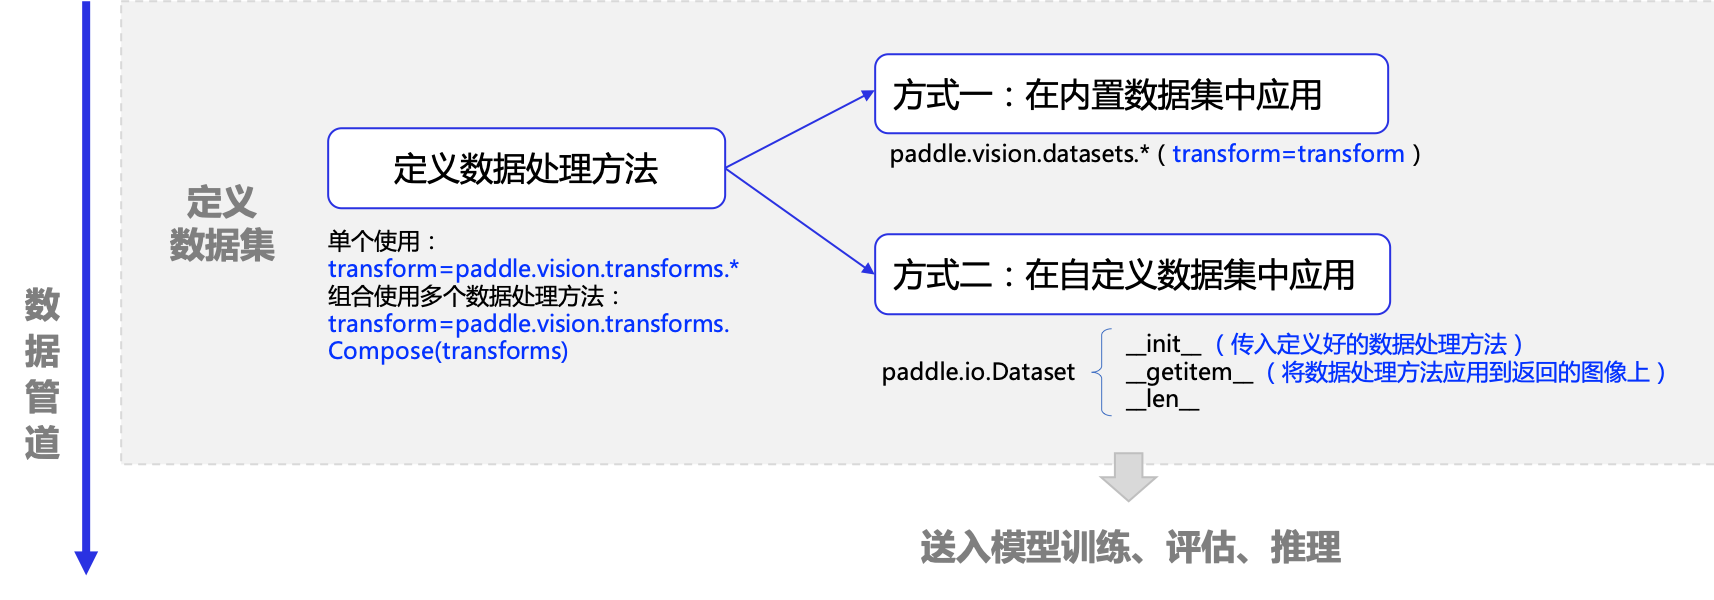 数据管道
定义
数据集
定义数据处理方法
单个使用：
transform=paddle.vision.transforms.*
组合使用多个数据处理方法：
transform=paddle.vision.transforms.
Compose(transforms)
方式一：在内置数据集中应用
paddle.vision.datasets.*（transform=transform）
方式二：在自定义数据集中应用
paddle.io.Dataset
__init__（传入定义好的数据处理方法）
__getitem__（将数据处理方法应用到返回的图像上）
__len__
送入模型训练、评估、推理